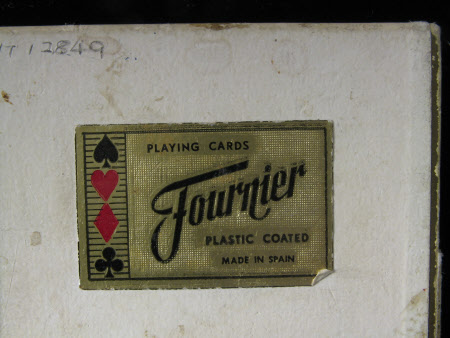 12849
PLAYING CARDS
Fournier
PLASTIC COATED
MADE IN SPAIN